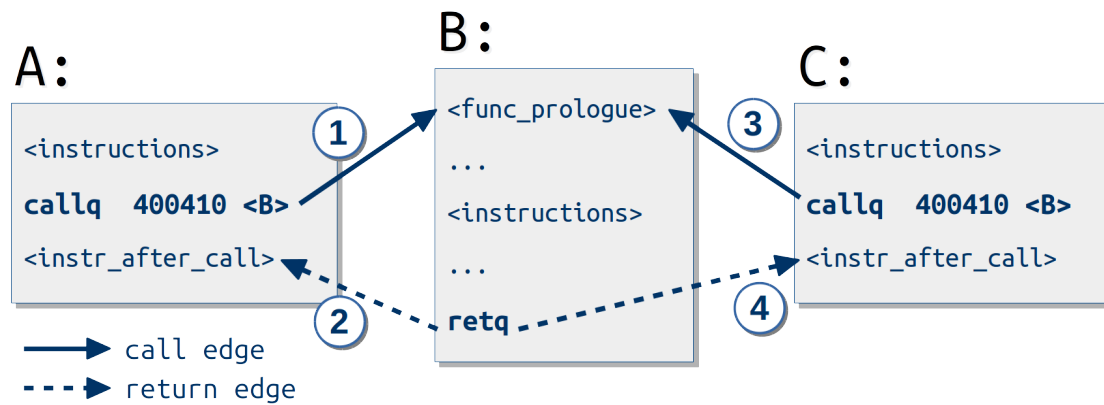 A:
<instructions>
callq 400410 <B>
<instr_after_call>
1
2
B:
<func_prologue>
...
<instructions>
...
retq
C:
3
<instructions>
callq 400410 <B>
<instr_after_call>
4
call edge
return edge